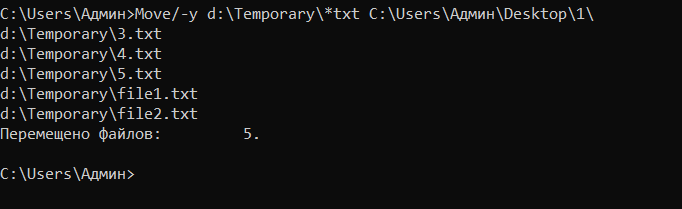 C:\Users\Админ>Move/-y d:\Temporary\*txt C:\Users\Админ\Desktop\1\
d:\Temporary\3.txt
d:\Temporary\4.txt
d:\Temporary\5.txt
d:\Temporary\file1.txt
d:\Temporary\file2.txt
Перемещено файлов:         5.
C:\Users\Админ>